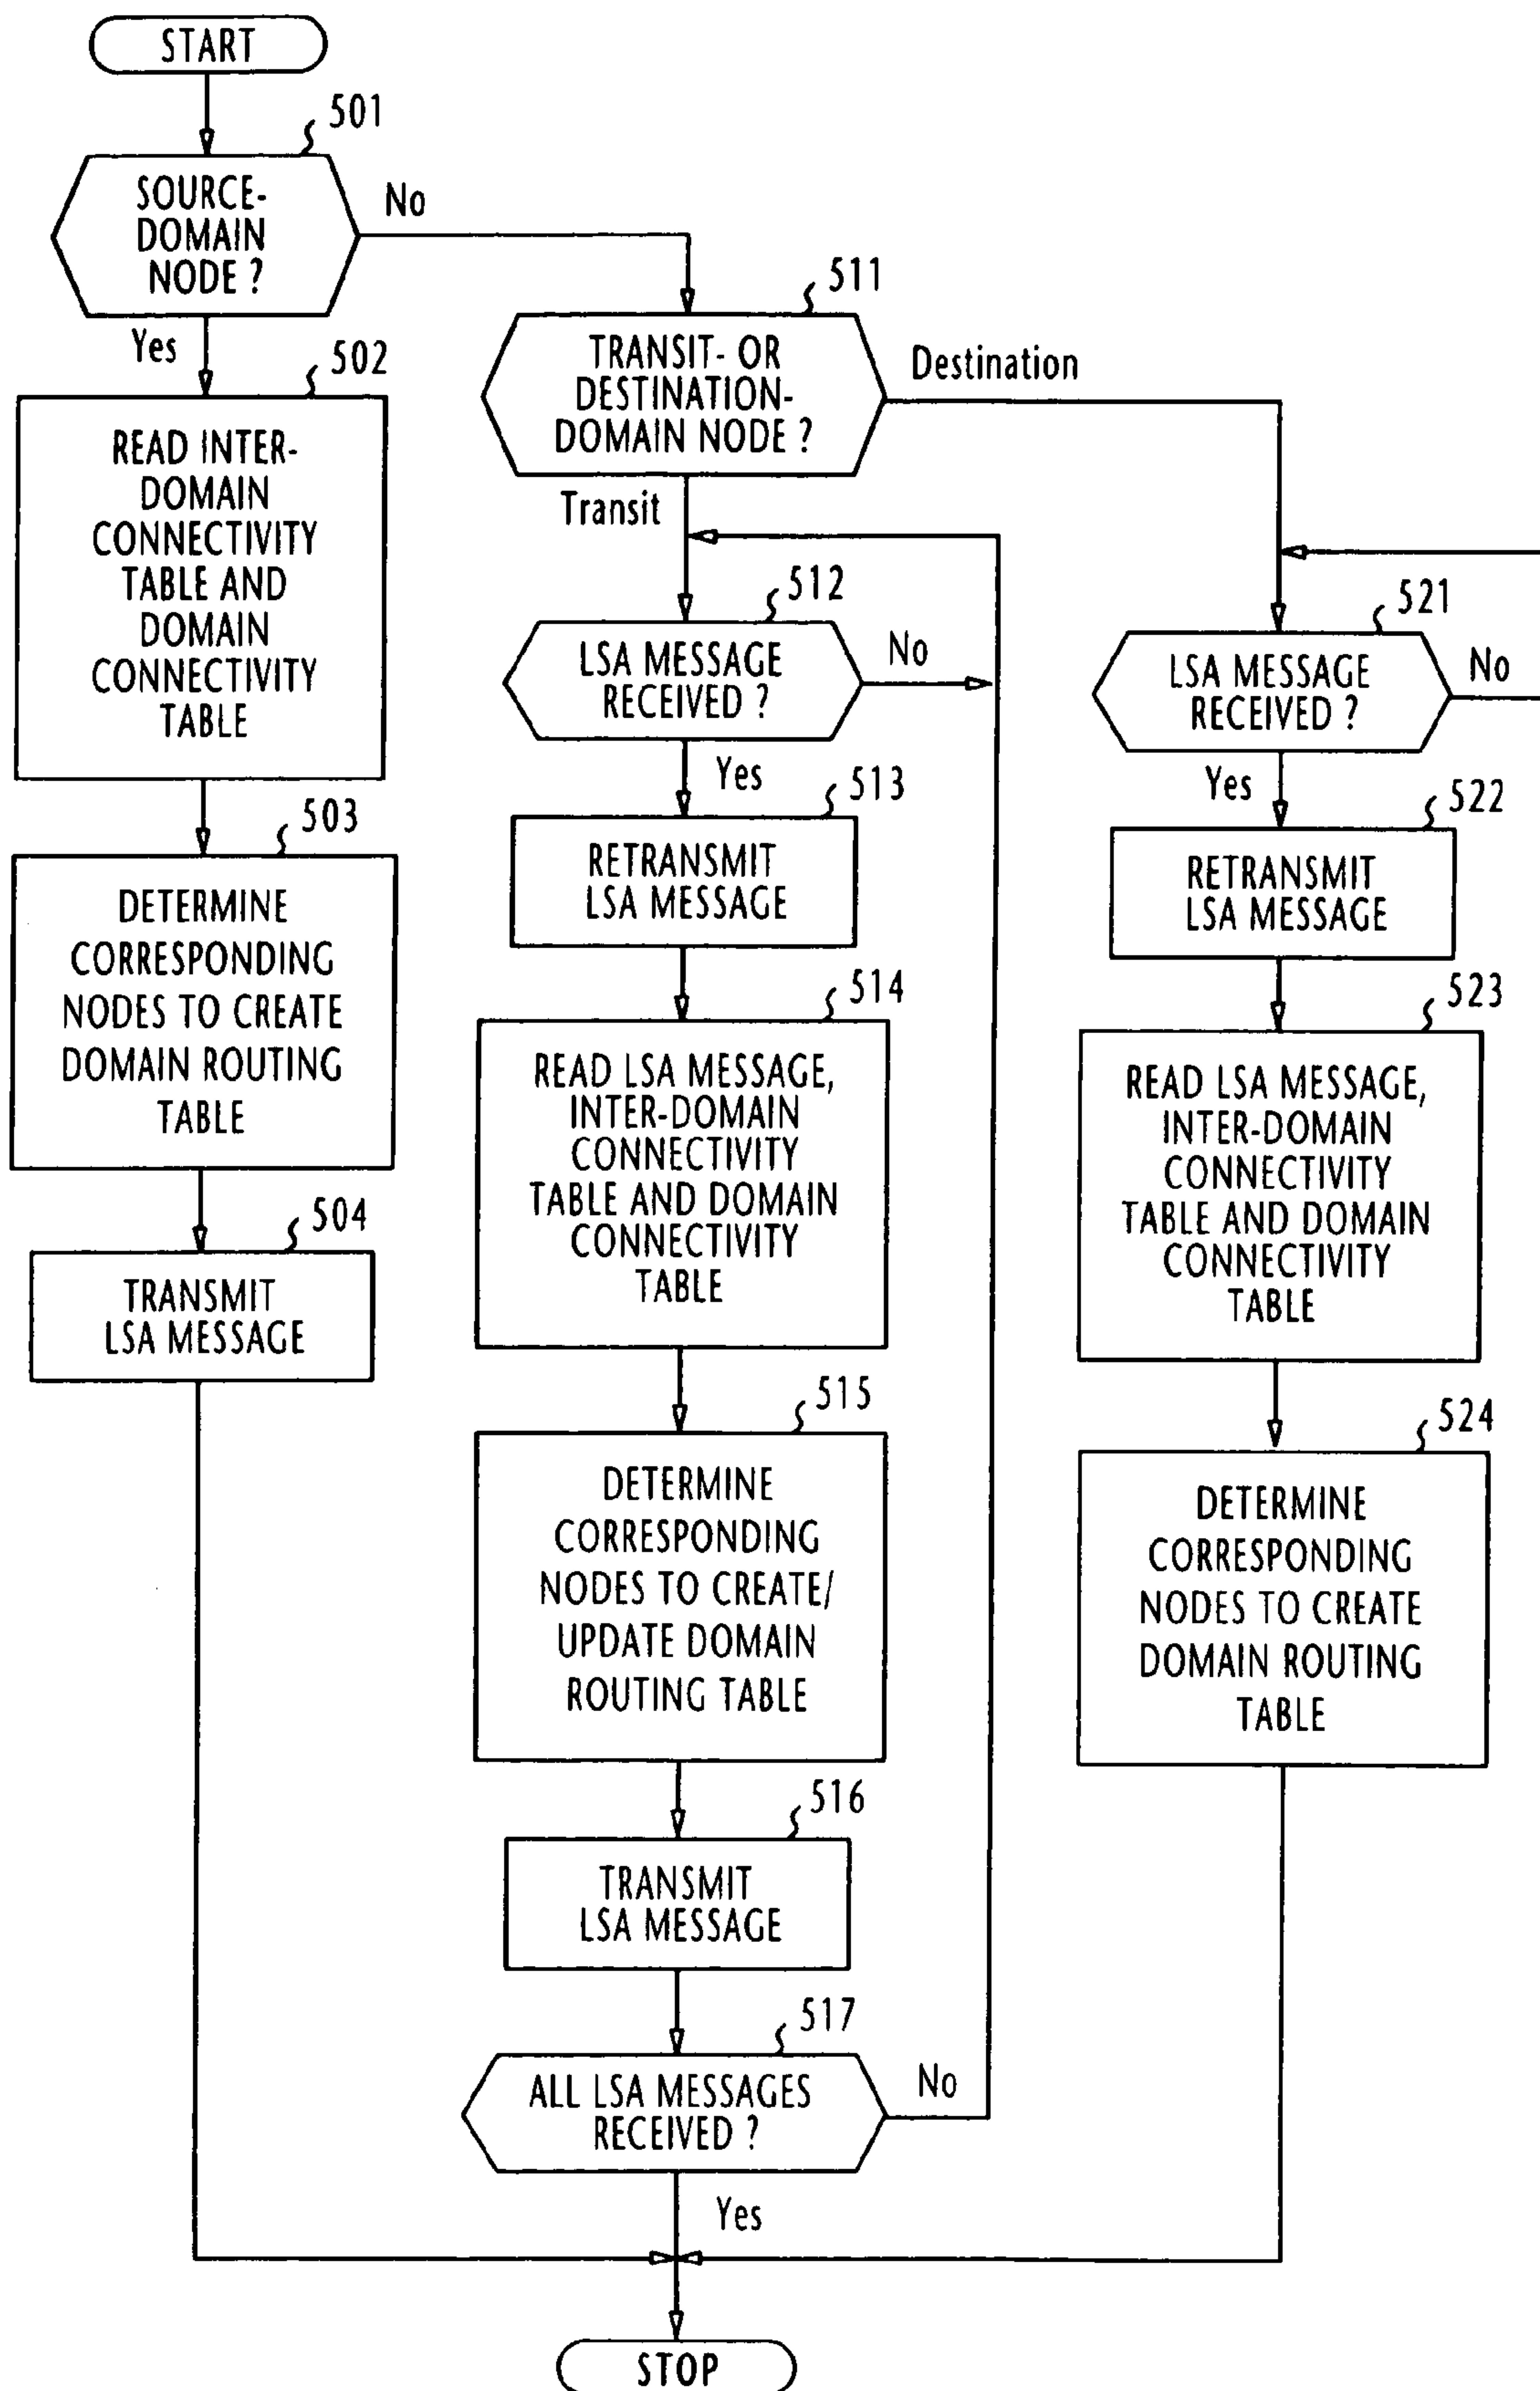 START
501
SOURCE-
DOMAIN
NODE ?
No
Yes
502
READ INTER-
DOMAIN
CONNECTIVITY
TABLE AND
DOMAIN
CONNECTIVITY
TABLE
503
DETERMINE
CORRESPONDING
NODES TO CREATE
DOMAIN ROUTING
TABLE
504
TRANSMIT
LSA MESSAGE
511
TRANSIT- OR
DESTINATION-
DOMAIN NODE ?
Destination
Transit
512
LSA MESSAGE
RECEIVED ?
No
Yes
513
RETRANSMIT
LSA MESSAGE
514
READ LSA MESSAGE,
INTER-DOMAIN
CONNECTIVITY
TABLE AND DOMAIN
CONNECTIVITY
TABLE
515
DETERMINE
CORRESPONDING
NODES TO CREATE/
UPDATE DOMAIN
ROUTING TABLE
516
TRANSMIT
LSA MESSAGE
517
ALL LSA MESSAGES
RECEIVED ?
No
Yes
521
LSA MESSAGE
RECEIVED ?
No
Yes
522
RETRANSMIT
LSA MESSAGE
523
READ LSA MESSAGE,
INTER-DOMAIN
CONNECTIVITY
TABLE AND DOMAIN
CONNECTIVITY
TABLE
524
DETERMINE
CORRESPONDING
NODES TO CREATE
DOMAIN ROUTING
TABLE
STOP